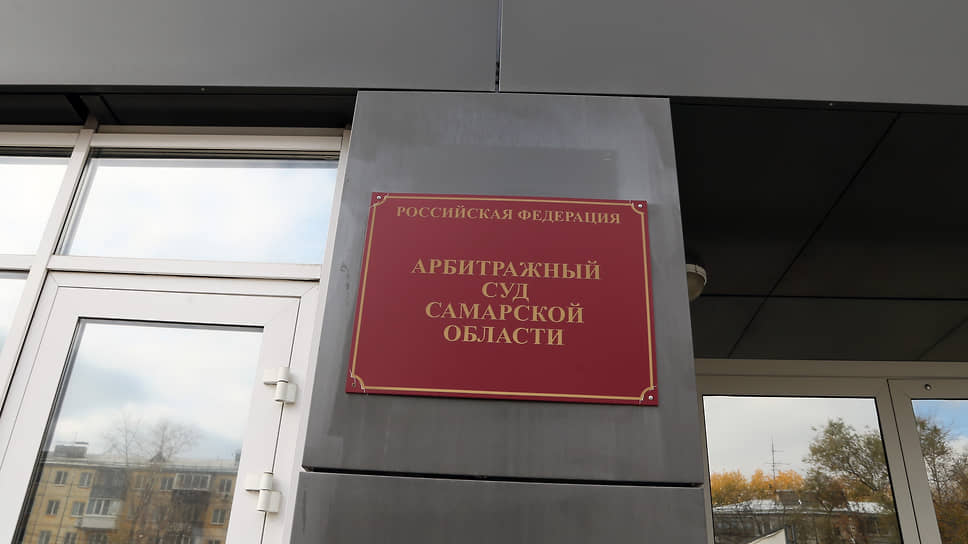 РОССИЙСКАЯ ФЕДЕРАЦИЯ
АРБИТРАЖНЫЙ
СУД
САМАРСКОЙ
ОБЛАСТИ